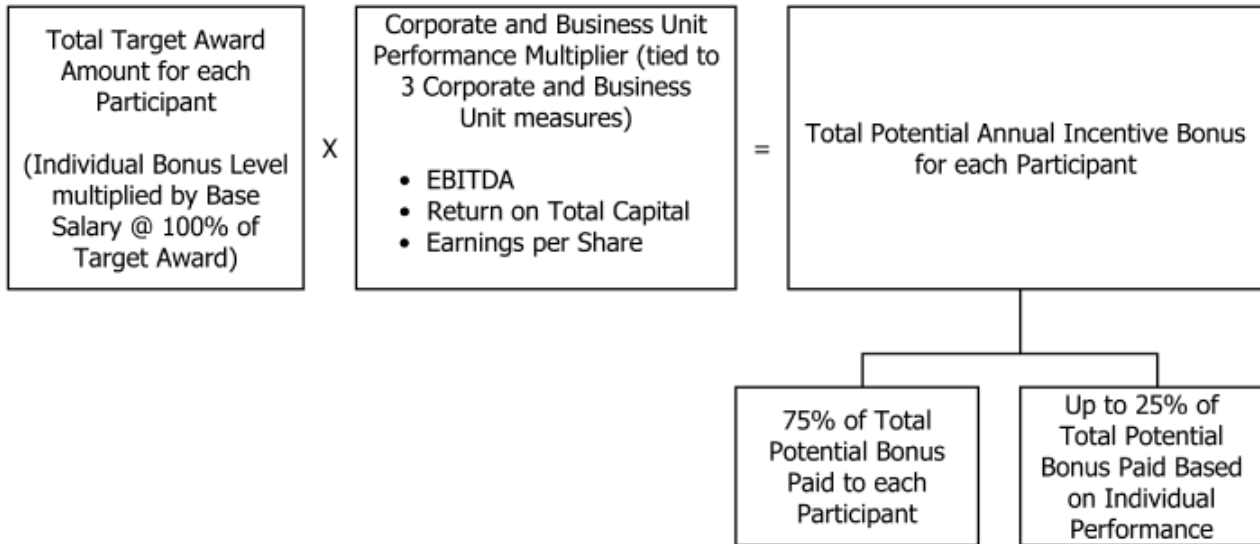 Total Target Award
Amount for each
Participant
(Individual Bonus Level
multiplied by Base
Salary @ 100% of
Target Award)
X
Corporate and Business Unit
Performance Multiplier (tied to
3 Corporate and Business
Unit measures)
• EBITDA
• Return on Total Capital
• Earnings per Share
=
Total Potential Annual Incentive Bonus
for each Participant
75% of Total
Potential Bonus
Paid to each
Participant
Up to 25% of
Total Potential
Bonus Paid Based
on Individual
Performance